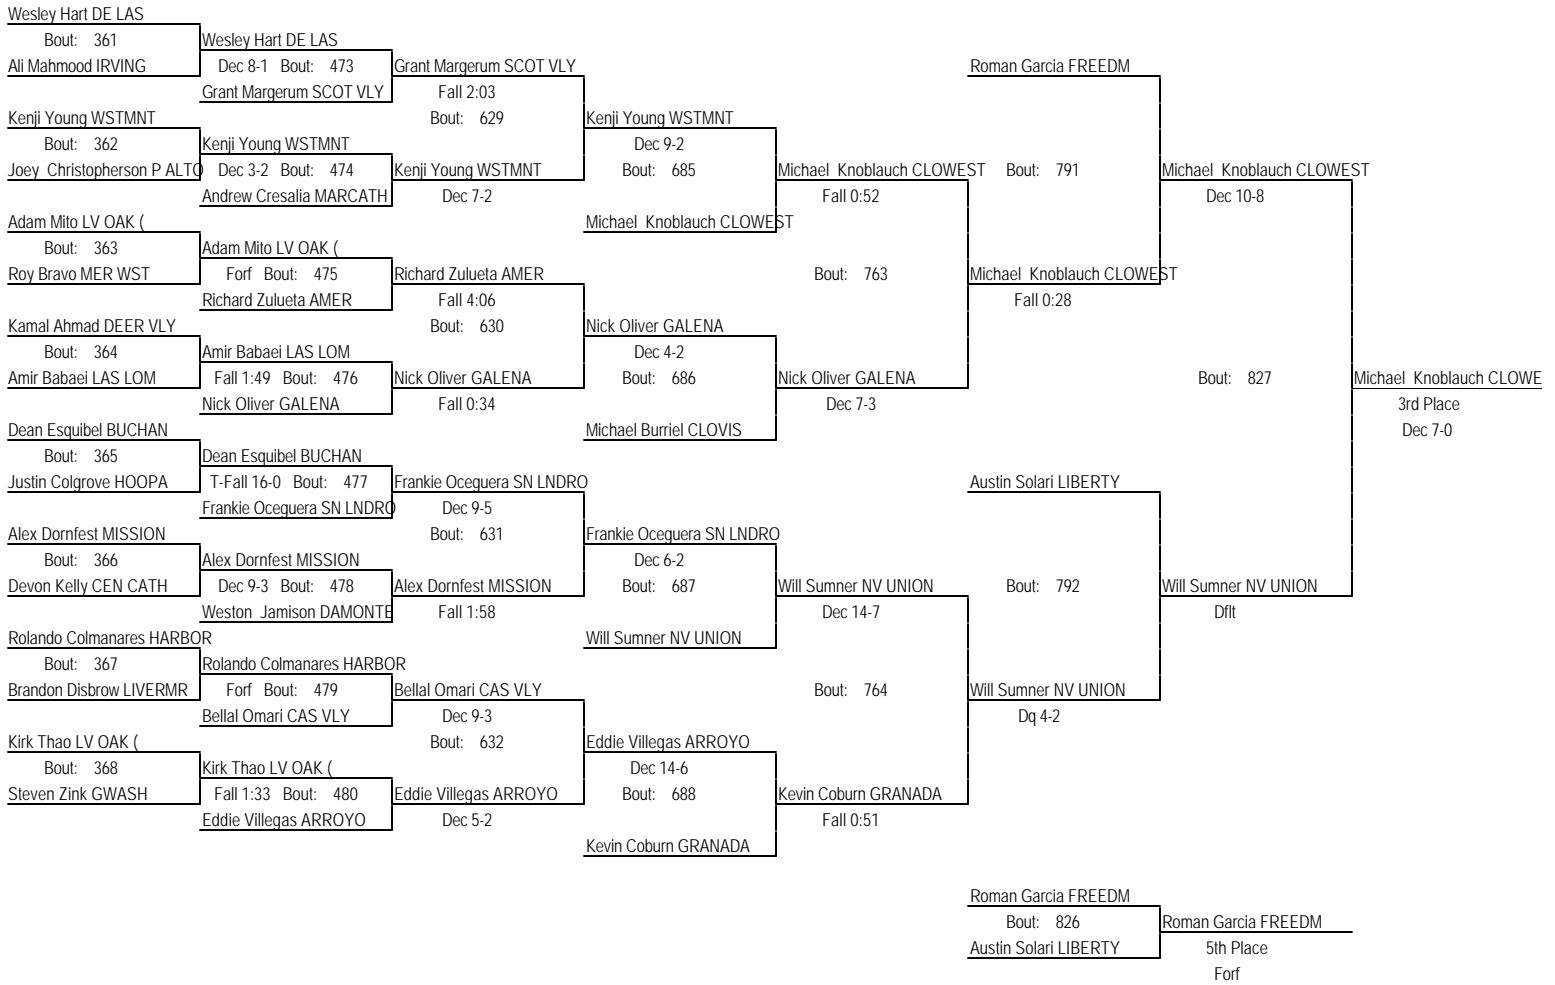 Wesley Hart DE LAS
Bout: 361
Wesley Hart DE LAS
Ali Mahmood IRVING
Dec 8-1 Bout: 473
Grant Margerum SCOT VLY
Roman Garcia FREEDM
Grant Margerum SCOT VLY
Fall 2:03
Kenji Young WSTMNT
Bout: 629
Kenji Young WSTMNT
Bout: 362
Kenji Young WSTMNT
Dec 9-2
Joey Christopherson P ALTO
Dec 3-2 Bout: 474
Kenji Young WSTMNT
Bout: 685
Michael Knoblauch CLOWEST
Bout: 791
Michael Knoblauch CLOWEST
Andrew Cresalia MARCATH
Dec 7-2
Fall 0:52
Dec 10-8
Adam Mito LV OAK (
Michael Knoblauch CLOWEST
Bout: 363
Adam Mito LV OAK (
Roy Bravo MER WST
Forf Bout: 475
Richard Zulueta AMER
Bout: 763
Michael Knoblauch CLOWEST
Richard Zulueta AMER
Fall 4:06
Fall 0:28
Kamal Ahmad DEER VLY
Bout: 630
Nick Oliver GALENA
Bout: 364
Amir Babaei LAS LOM
Dec 4-2
Amir Babaei LAS LOM
Fall 1:49 Bout: 476
Nick Oliver GALENA
Bout: 686
Nick Oliver GALENA
Bout: 827
Michael Knoblauch CLOWE
Nick Oliver GALENA
Fall 0:34
Dec 7-3
3rd Place
Dean Esquibel BUCHAN
Michael Burriel CLOVIS
Dec 7-0
Bout: 365
Dean Esquibel BUCHAN
Justin Colgrove HOOPA
T-Fall 16-0 Bout: 477
Frankie Oceguera SN LNDRO
Austin Solari LIBERTY
Frankie Oceguera SN LNDRO
Dec 9-5
Alex Dornfest MISSION
Bout: 631
Frankie Oceguera SN LNDRO
Bout: 366
Alex Dornfest MISSION
Dec 6-2
Devon Kelly CEN CATH
Dec 9-3 Bout: 478
Alex Dornfest MISSION
Bout: 687
Will Sumner NV UNION
Bout: 792
Will Sumner NV UNION
Weston Jamison DAMONTE
Fall 1:58
Dec 14-7
Dflt
Rolando Colmanares HARBOR
Will Sumner NV UNION
Bout: 367
Rolando Colmanares HARBOR
Brandon Disbrow LIVERMR
Forf Bout: 479
Bellal Omari CAS VLY
Bout: 764
Will Sumner NV UNION
Bellal Omari CAS VLY
Dec 9-3
Dq 4-2
Kirk Thao LV OAK (
Bout: 632
Eddie Villegas ARROYO
Bout: 368
Kirk Thao LV OAK (
Dec 14-6
Steven Zink GWASH
Fall 1:33 Bout: 480
Eddie Villegas ARROYO
Bout: 688
Kevin Coburn GRANADA
Eddie Villegas ARROYO
Dec 5-2
Fall 0:51
Kevin Coburn GRANADA
Roman Garcia FREEDM
Bout: 826
Roman Garcia FREEDM
Austin Solari LIBERTY
5th Place
Forf